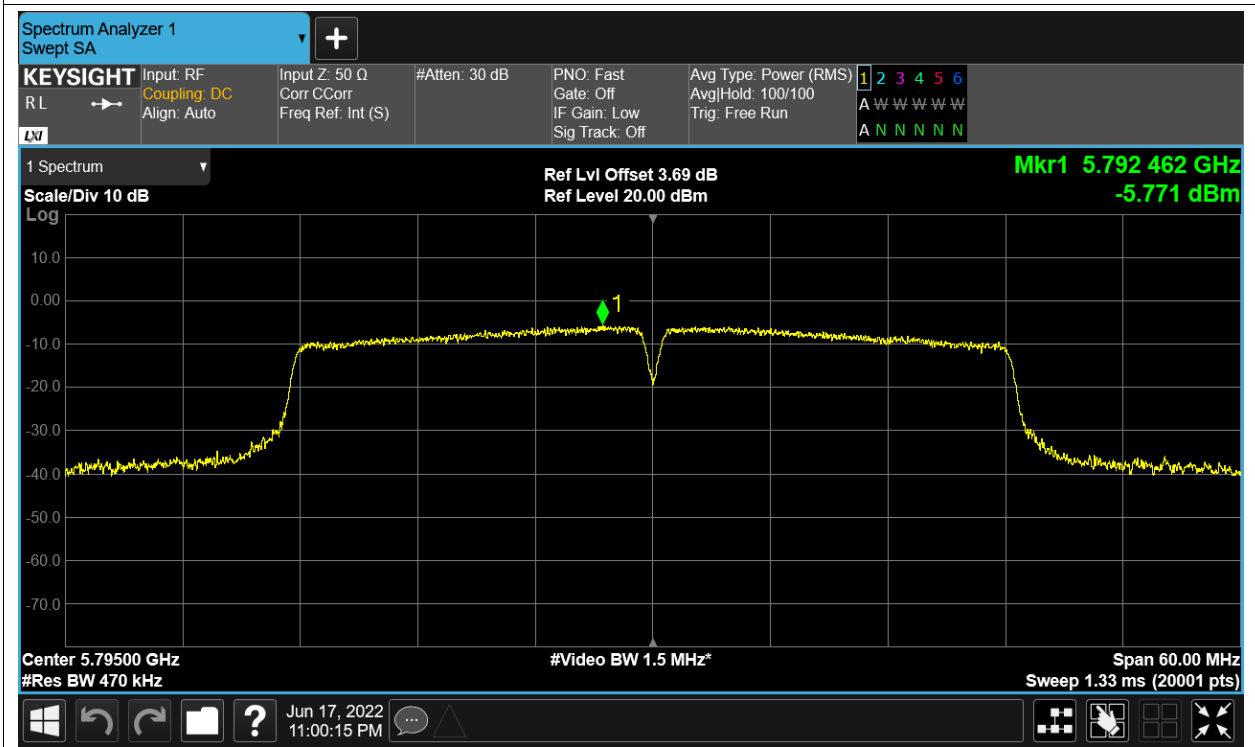 Spectrum Analyzer 1
Swept SA
KEYSIGHT
R L
LXI
Input: RF
Coupling: DC
Align: Auto
Input Z: 50 Ω
Corr CCorr
Freq Ref: Int (S)
#Atten: 30 dB
PNO: Fast
Gate: Off
IF Gain: Low
Sig Track: Off
Avg Type: Power (RMS)
Avg|Hold: 100/100
Trig: Free Run
1 2 3 4 5 6
A W W W W W
A N N N N N
1 Spectrum
Scale/Div 10 dB
Log
Ref Lvl Offset 3.69 dB
Ref Level 20.00 dBm
Mkr1 5.792 462 GHz
-5.771 dBm
10.0
0.00
1
-10.0
-20.0
-30.0
-40.0
-50.0
-60.0
-70.0
Center 5.79500 GHz
#Res BW 470 kHz
#Video BW 1.5 MHz*
Span 60.00 MHz
Sweep 1.33 ms (20001 pts)
?
Jun 17, 2022
11:00:15 PM